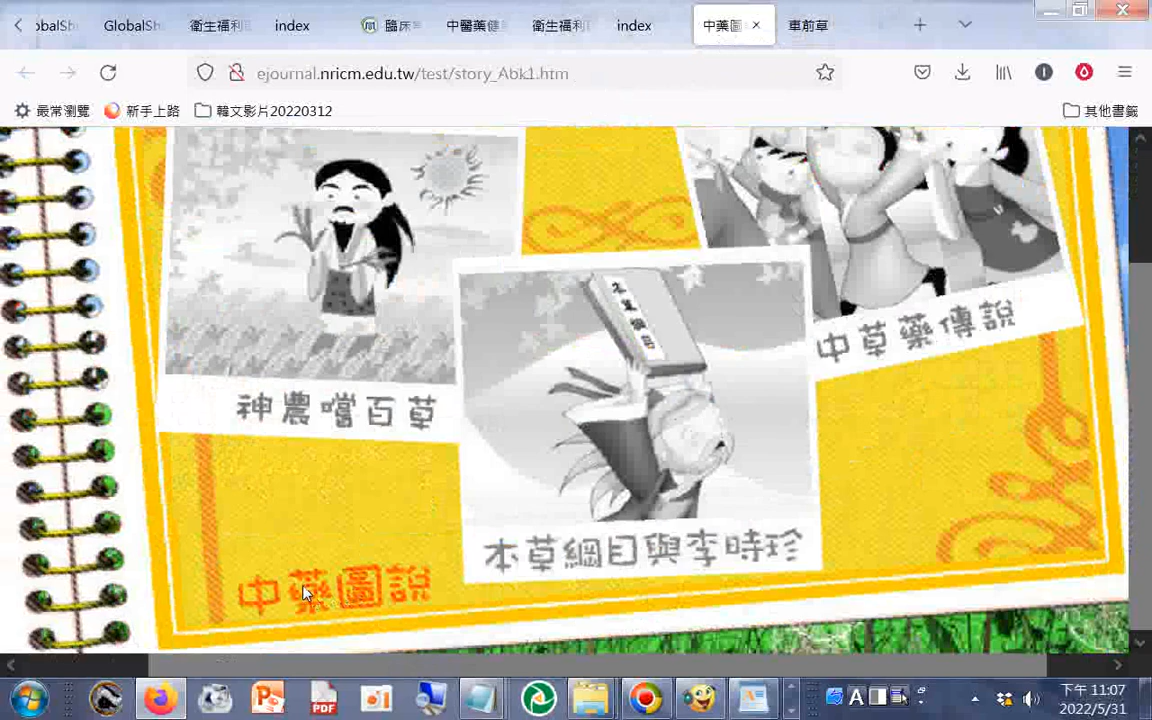 GlobalSh
衛生福利
index
臨床
中醫藥健
衛生福利
index
中藥圖
車前草
ejournal.nricm.edu.tw/test/story_Abk1.htm
最常瀏覽
新手上路
韓文影片20220312
其他書籤
神農嚐百草
中草藥傳說
本草綱目與李時珍
中藥圖說
PDF
A
下午 11:07
2022/5/31